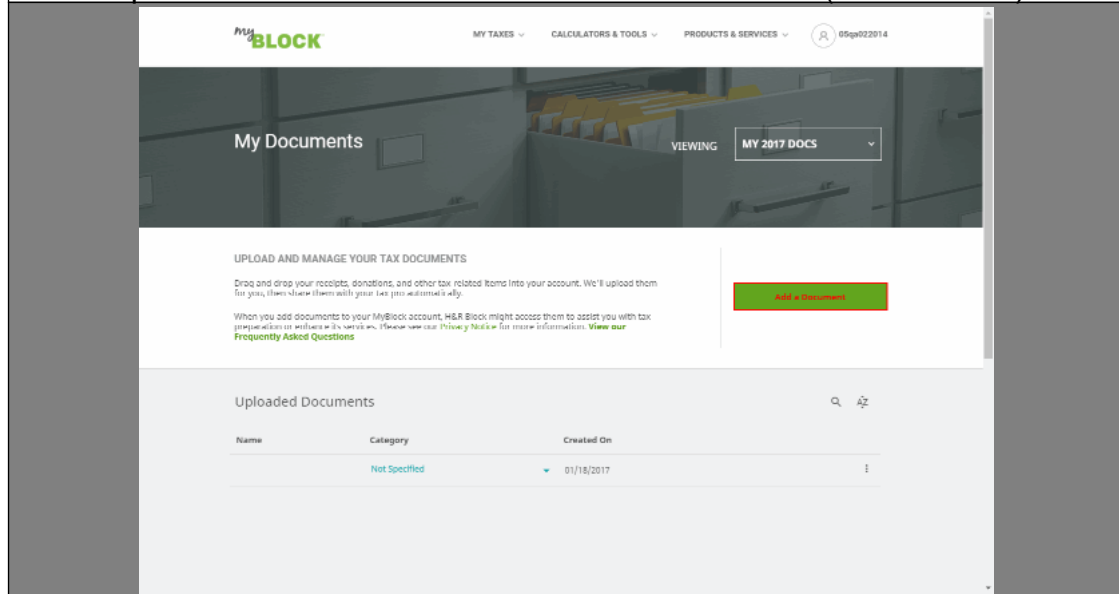 my BLOCK
MY TAXES
CALCULATORS & TOOLS
PRODUCTS & SERVICES
05qa022014
My Documents
VIEWING
MY 2017 DOCS
UPLOAD AND MANAGE YOUR TAX DOCUMENTS
Drag and drop your receipts, donations, and other tax related items into your account. We'll upload them
for you, then share them with your tax pro automatically.
When you add documents to your MyBlock account, H&R Block might access them to assist you with tax
preparation or enhance its services. Please see our Privacy Notice for more information. View our
Frequently Asked Questions
Add a Document
Uploaded Documents
AZ
Name
Category
Created On
Not Specified
01/18/2017